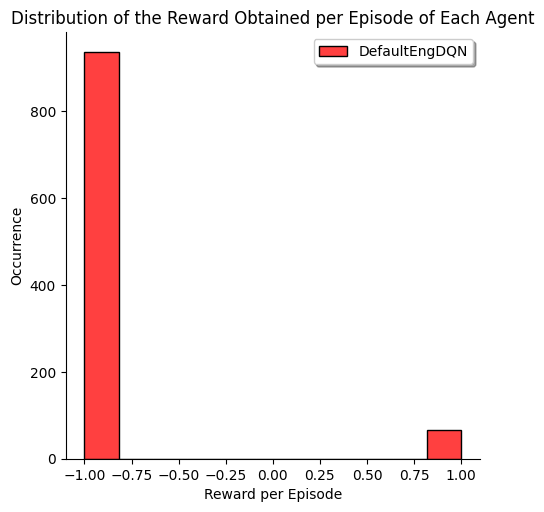 Distribution of the Reward Obtained per Episode of Each Agent
DefaultEngDQN
800
600
400
200
0
Occurrence
−1.00 −0.75 −0.50 −0.25 0.00 0.25 0.50 0.75 1.00
Reward per Episode